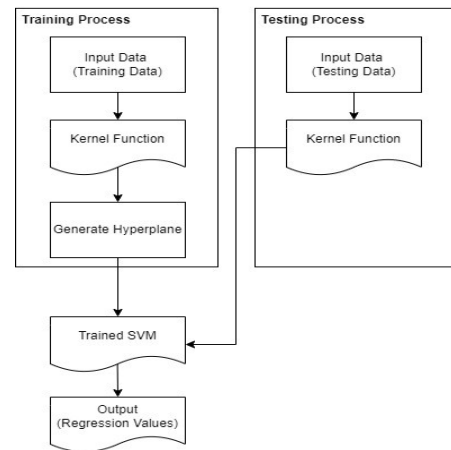 Training Process
Input Data
(Training Data)
Kernel Function
Generate Hyperplane
Testing Process
Input Data
(Testing Data)
Kernel Function
Trained SVM
Output
(Regression Values)